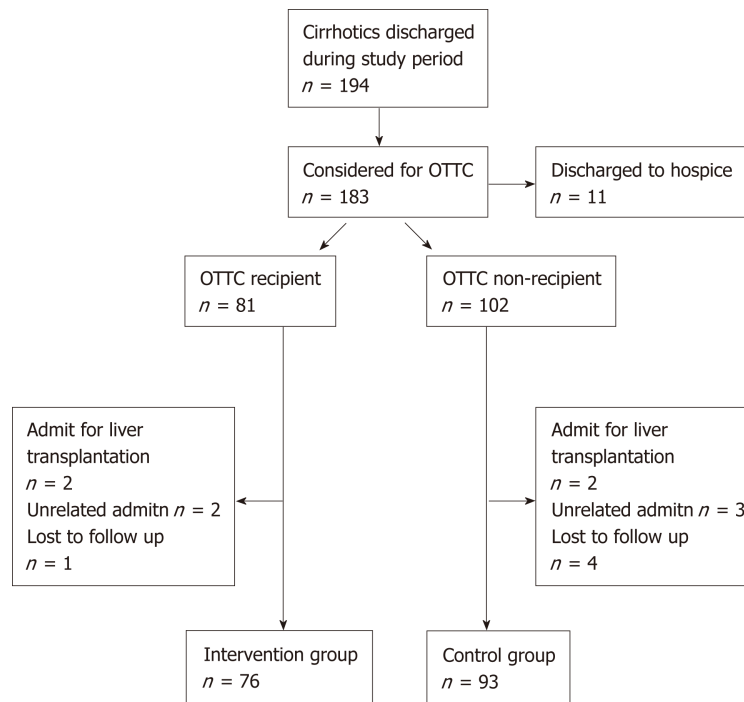 Cirrhotics discharged
during study period
n = 194
Considered for OTTC
n = 183
Discharged to hospice
n = 11
OTTC recipient
n = 81
OTTC non-recipient
n = 102
Admit for liver
transplantation
n = 2
Unrelated admitn n = 2
Lost to follow up
n = 1
Admit for liver
transplantation
n = 2
Unrelated admitn n = 3
Lost to follow up
n = 4
Intervention group
n = 76
Control group
n = 93